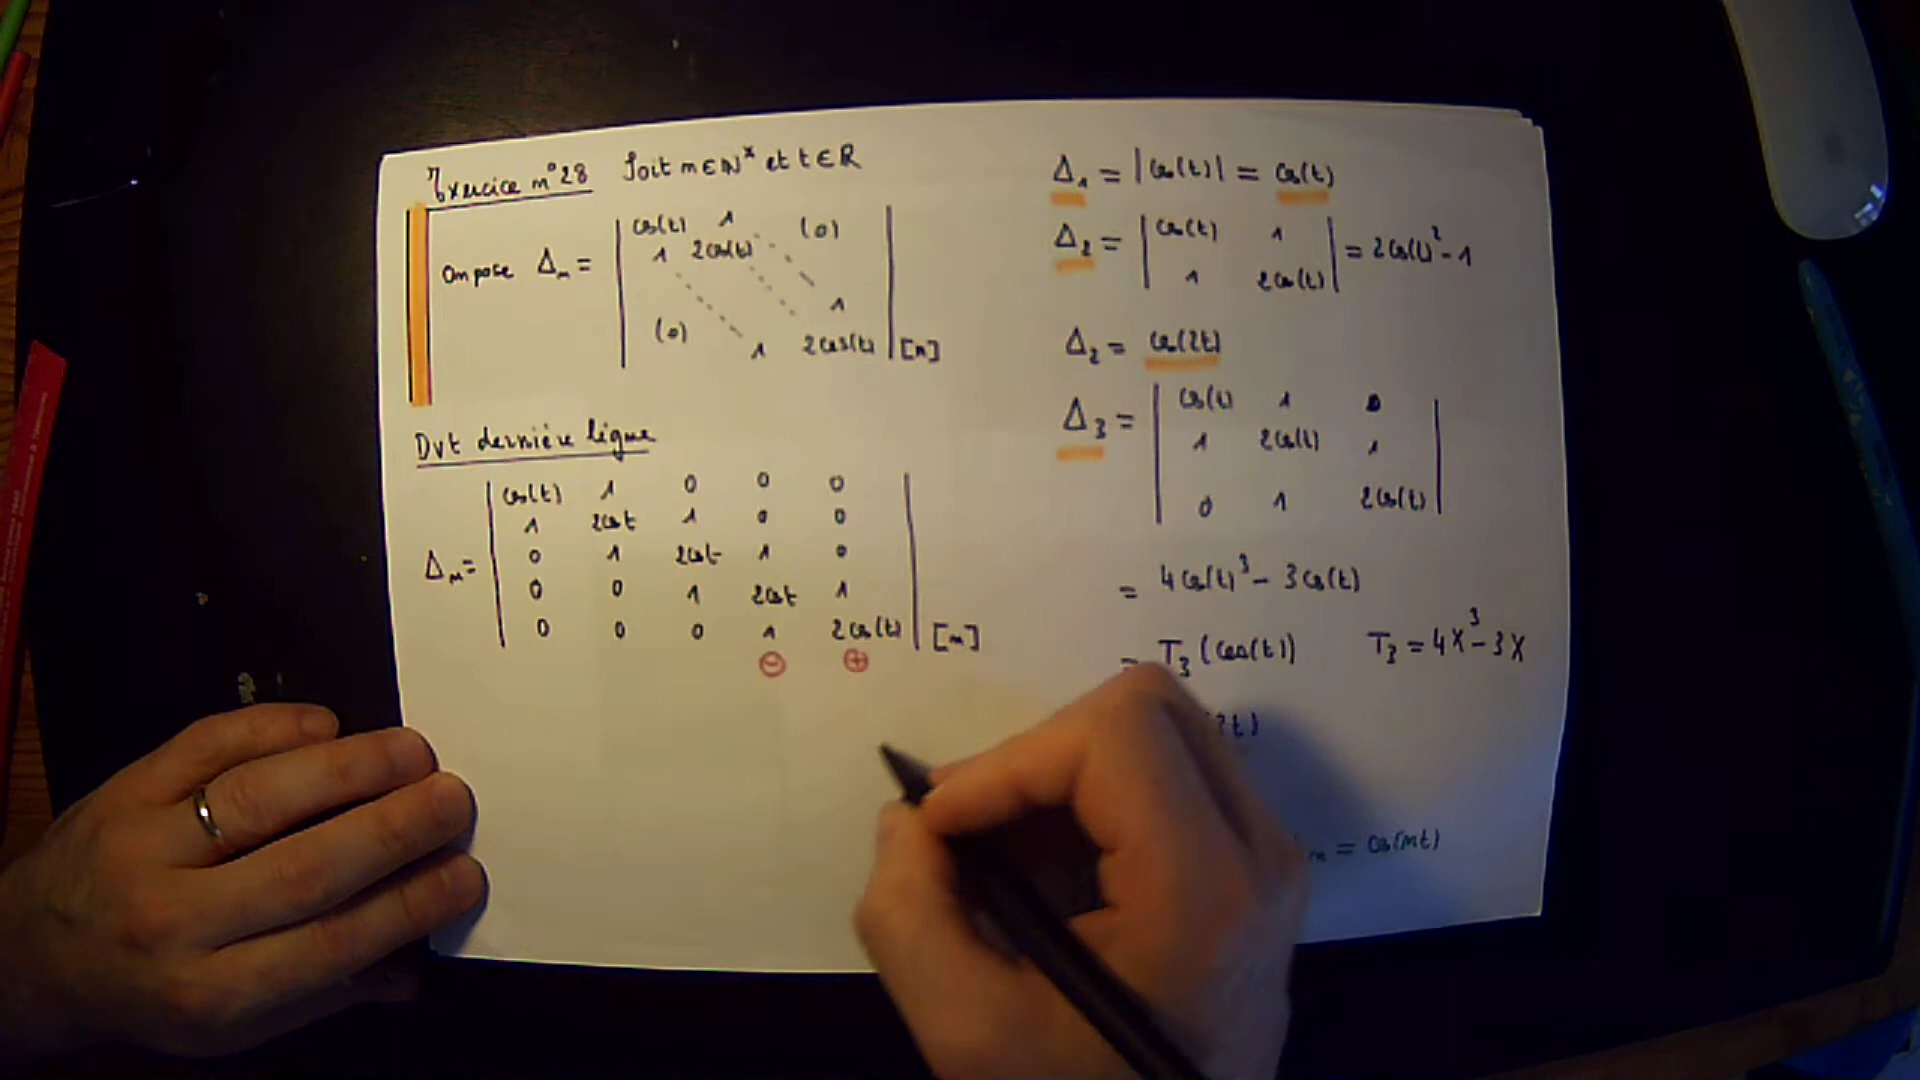 Exercice n°28 Soit n∈N* et t∈R
On pose Δn = | cos(t) 1 (0)
1 2cos(t)
1
(0) 1 2cos(t) | [n]
Dvt dernière ligne
Δn = | cos(t) 1 0 0 0
1 2cost 1 0 0
0 1 2cost 1 0
0 0 1 2cost 1
0 0 0 1 2cos(t) | [n]
⊖ ⊕
Δ1 = |cos(t)| = cos(t)
Δ2 = | cos(t) 1
1 2cos(t) | = 2cos(t)² - 1
Δ2 = cos(2t)
Δ3 = | cos(t) 1 0
1 2cos(t) 1
0 1 2cos(t) |
= 4cos(t)³ - 3cos(t)
= T3(cos(t)) T3 = 4X³ - 3X
3t)
n = cos(nt)